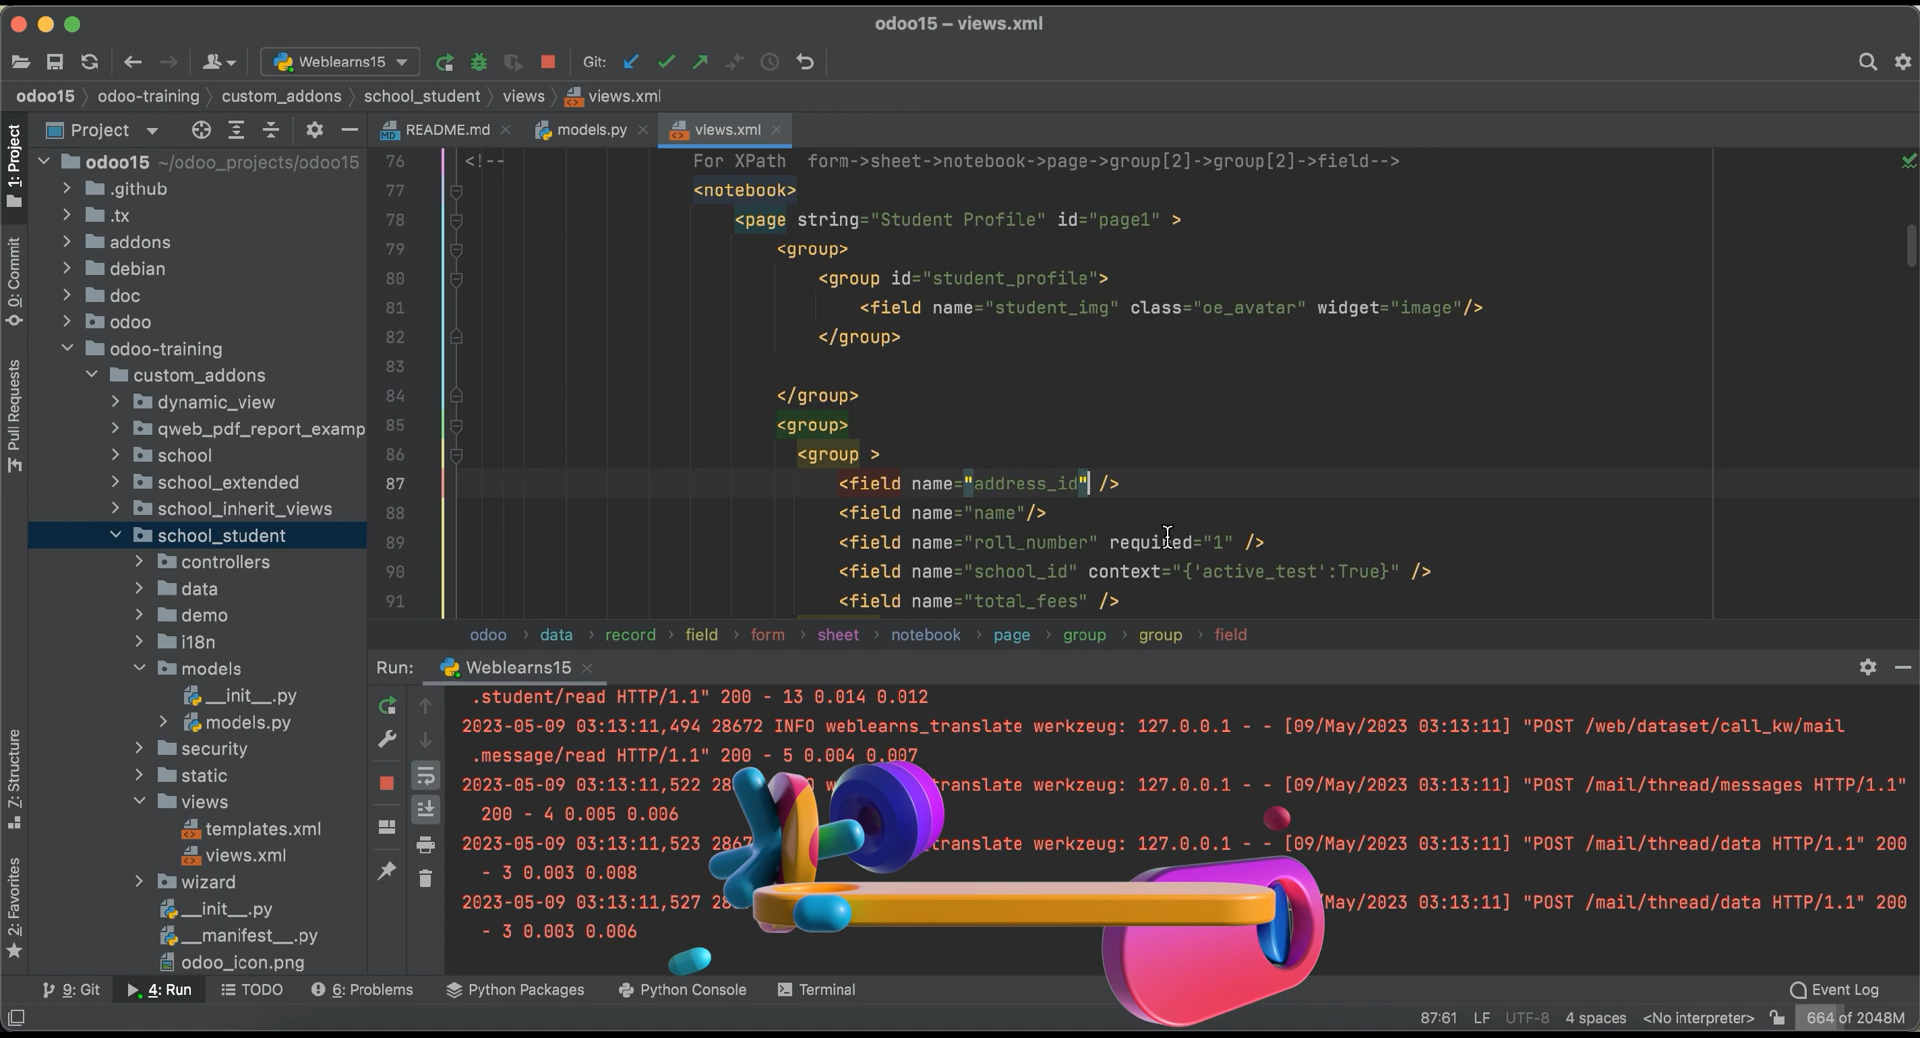 odoo15 – views.xml
Weblearns15
Git:
odoo15 odoo-training custom_addons school_student views views.xml
Project
README.md
models.py
views.xml
1: Project
0: Commit
Pull Requests
7: Structure
2: Favorites
odoo15 ~/odoo_projects/odoo15
.github
.tx
addons
debian
doc
odoo
odoo-training
custom_addons
dynamic_view
qweb_pdf_report_examp
school
school_extended
school_inherit_views
school_student
controllers
data
demo
i18n
models
__init__.py
models.py
security
static
views
templates.xml
views.xml
wizard
__init__.py
__manifest__.py
odoo_icon.png
76 <!-- For XPath form->sheet->notebook->page->group[2]->group[2]->field-->
77 <notebook>
78 <page string="Student Profile" id="page1" >
79 <group>
80 <group id="student_profile">
81 <field name="student_img" class="oe_avatar" widget="image"/>
82 </group>
83
84 </group>
85 <group>
86 <group >
87 <field name="address_id" />
88 <field name="name"/>
89 <field name="roll_number" required="1" />
90 <field name="school_id" context="{'active_test':True}" />
91 <field name="total_fees" />
odoo data record field form sheet notebook page group group field
Run: Weblearns15
.student/read HTTP/1.1" 200 - 13 0.014 0.012
2023-05-09 03:13:11,494 28672 INFO weblearns_translate werkzeug: 127.0.0.1 - - [09/May/2023 03:13:11] "POST /web/dataset/call_kw/mail
.message/read HTTP/1.1" 200 - 5 0.004 0.007
2023-05-09 03:13:11,522 28 _translate werkzeug: 127.0.0.1 - - [09/May/2023 03:13:11] "POST /mail/thread/messages HTTP/1.1"
200 - 4 0.005 0.006
2023-05-09 03:13:11,523 2867 translate werkzeug: 127.0.0.1 - - [09/May/2023 03:13:11] "POST /mail/thread/data HTTP/1.1" 200
- 3 0.003 0.008
2023-05-09 03:13:11,527 May/2023 03:13:11] "POST /mail/thread/data HTTP/1.1" 200
- 3 0.003 0.006
9: Git
4: Run
TODO
6: Problems
Python Packages
Python Console
Terminal
Event Log
87:61 LF UTF-8 4 spaces <No interpreter> 664 of 2048M